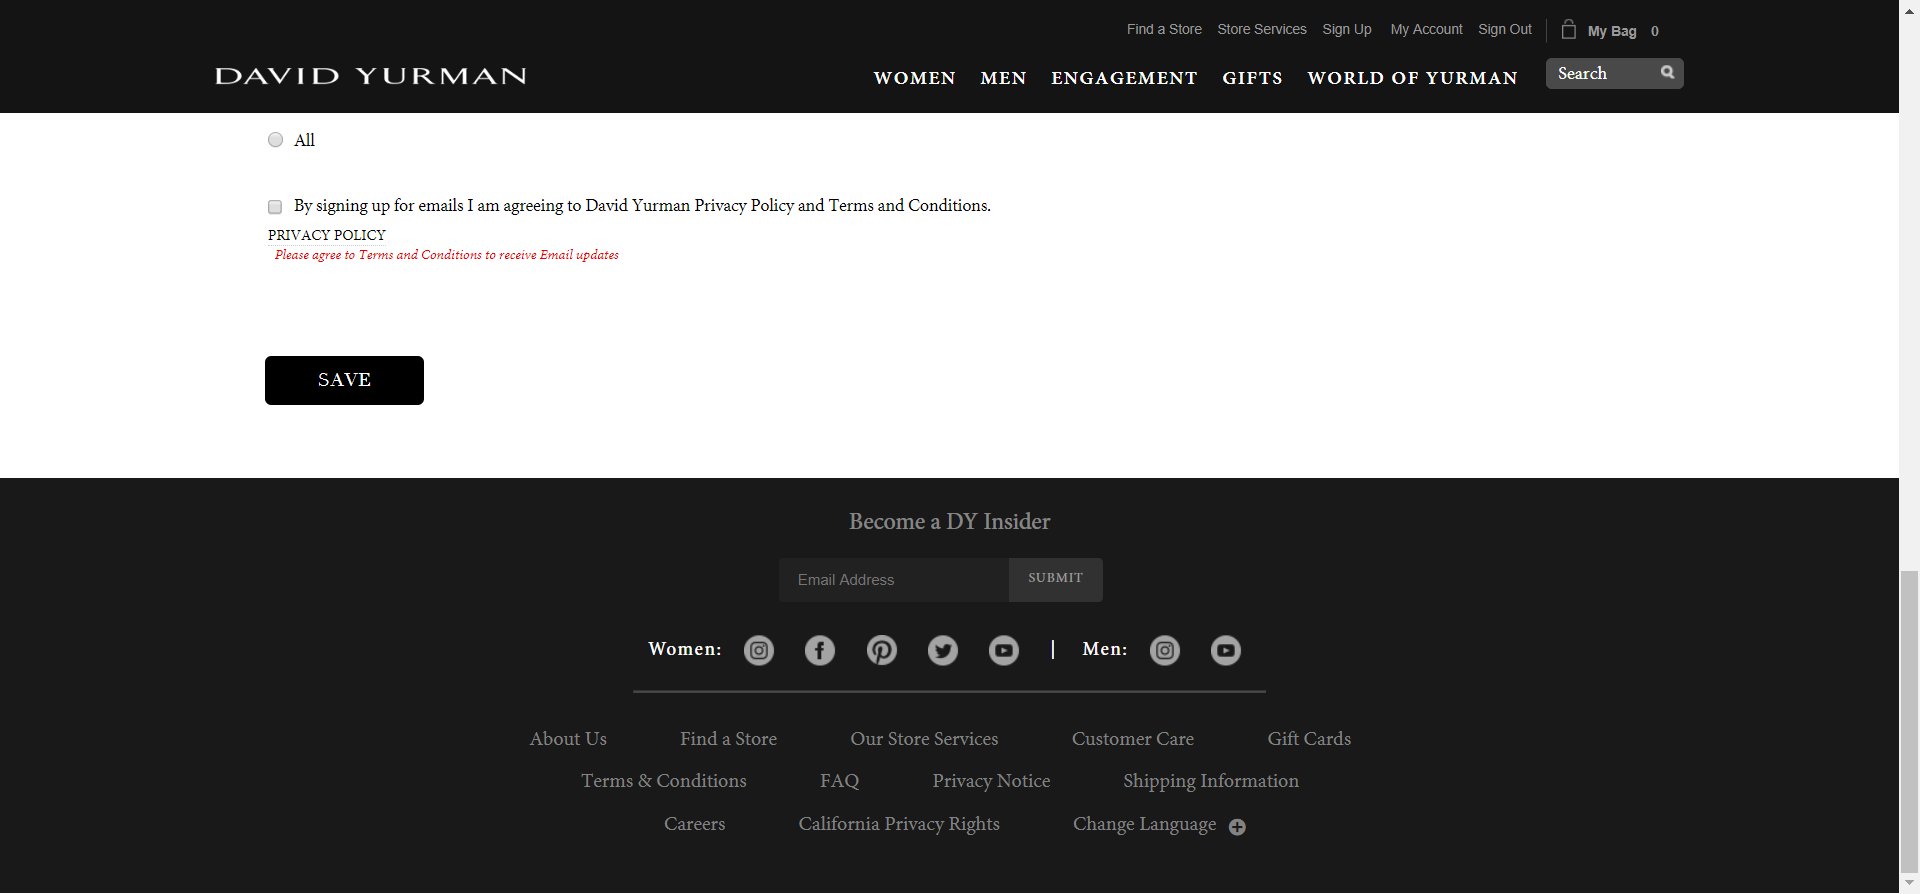 Find a Store Store Services Sign Up My Account Sign Out My Bag 0
DAVID YURMAN WOMEN MEN ENGAGEMENT GIFTS WORLD OF YURMAN Search
All
By signing up for emails I am agreeing to David Yurman Privacy Policy and Terms and Conditions.
PRIVACY POLICY
Please agree to Terms and Conditions to receive Email updates
SAVE
Become a DY Insider
Email Address SUBMIT
Women: | Men:
About Us Find a Store Our Store Services Customer Care Gift Cards
Terms & Conditions FAQ Privacy Notice Shipping Information
Careers California Privacy Rights Change Language